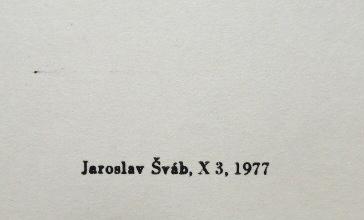 Jaroslav Šváb, X 3, 1977